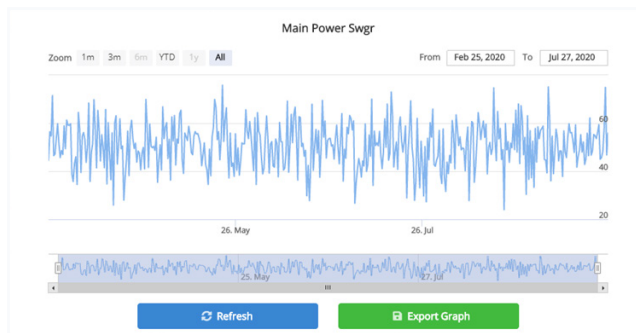 Main Power Swgr
Zoom 1m 3m 6m YTD 1y All From Feb 25, 2020 To Jul 27, 2020
60
40
20
26. May 26. Jul
25. May 27. Jul
Refresh Export Graph